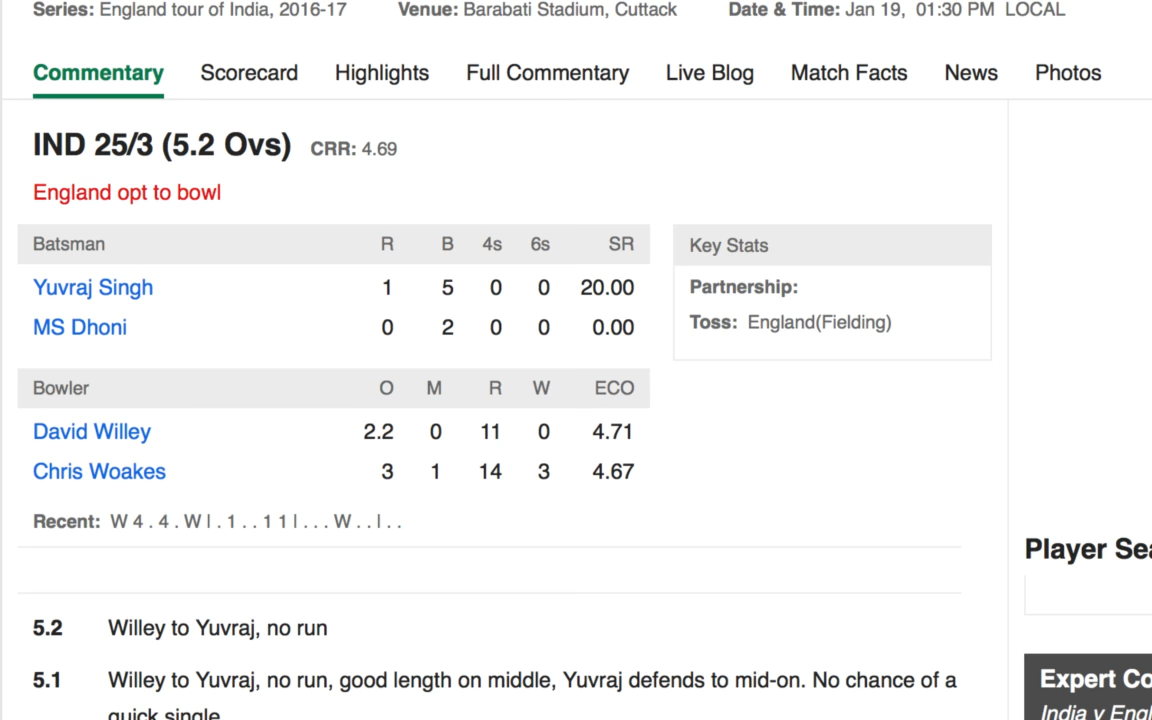 Series: England tour of India, 2016-17 Venue: Barabati Stadium, Cuttack Date & Time: Jan 19, 01:30 PM LOCAL
Commentary Scorecard Highlights Full Commentary Live Blog Match Facts News Photos
IND 25/3 (5.2 Ovs) CRR: 4.69
England opt to bowl
Batsman R B 4s 6s SR
Yuvraj Singh 1 5 0 0 20.00
MS Dhoni 0 2 0 0 0.00
Key Stats
Partnership:
Toss: England(Fielding)
Bowler O M R W ECO
David Willey 2.2 0 11 0 4.71
Chris Woakes 3 1 14 3 4.67
Recent: W 4 . 4 . W | . 1 . . 1 1 | . . . W . . | . .
Player Sea
5.2 Willey to Yuvraj, no run
5.1 Willey to Yuvraj, no run, good length on middle, Yuvraj defends to mid-on. No chance of a
quick single
Expert Co
India v Engl